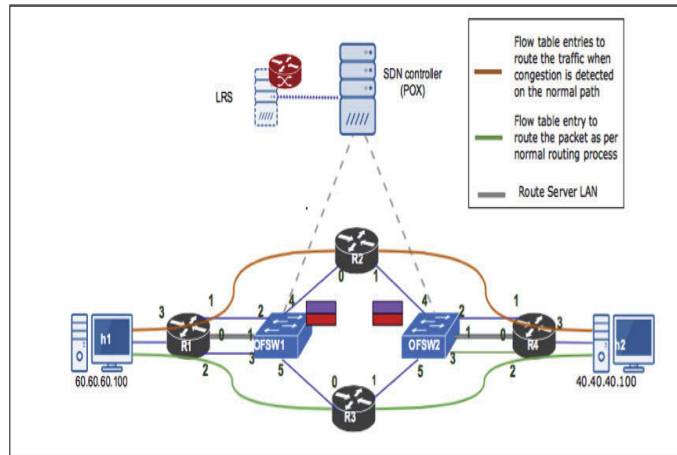 LRS
SDN controller
(POX)
Flow table entries to
route the traffic when
congestion is detected
on the normal path
Flow table entry to
route the packet as per
normal routing process
Route Server LAN
R2
0 1
3 1 2 4
4 2 1 3
h1 R1 0 1 OFSW1
OFSW2 1 0 R4 h2
2 3 5
5 3 2
60.60.60.100
0 1
R3
40.40.40.100